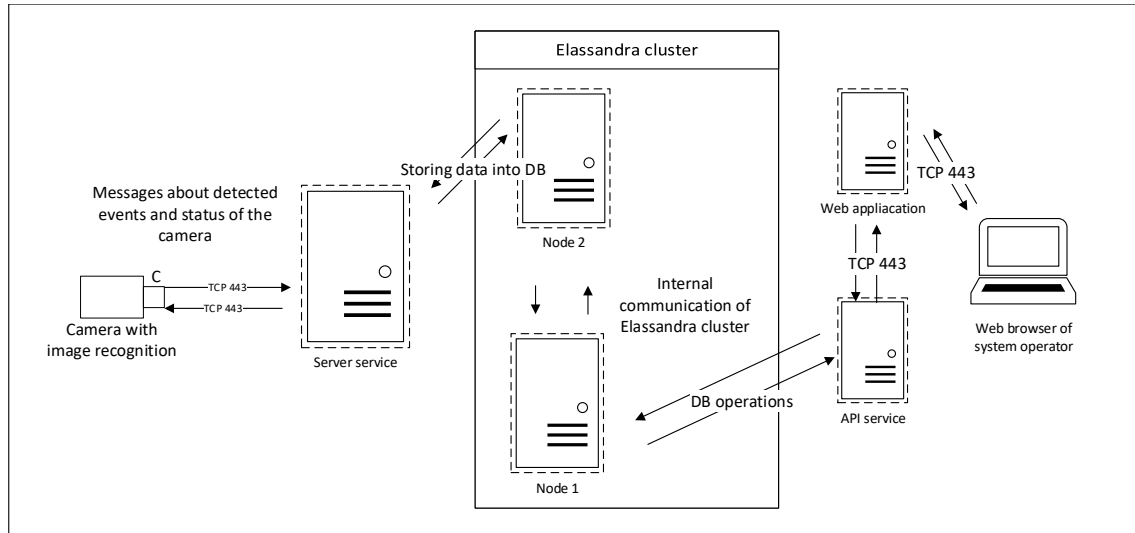 Elassandra cluster
Storing data into DB
Node 2
Messages about detected
events and status of the
camera
C
TCP 443
TCP 443
Camera with
image recognition
Server service
Internal
communication of
Elassandra cluster
Node 1
DB operations
Web appliacation
TCP 443
TCP 443
API service
Web browser of
system operator